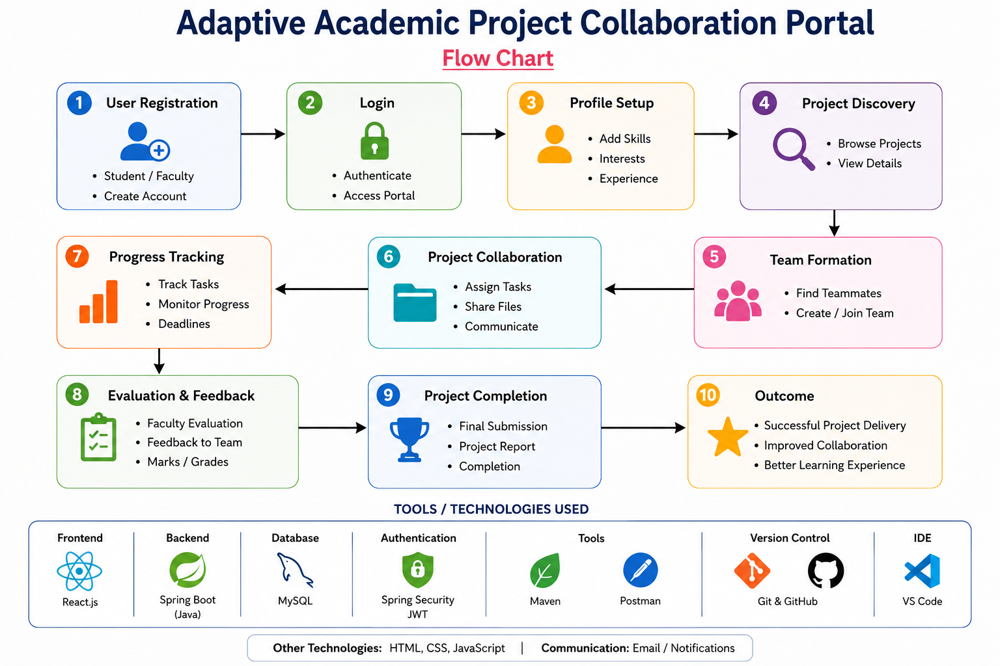 Adaptive Academic Project Collaboration Portal
Flow Chart
1 User Registration
• Student / Faculty
• Create Account
2 Login
• Authenticate
• Access Portal
3 Profile Setup
• Add Skills
• Interests
• Experience
4 Project Discovery
• Browse Projects
• View Details
5 Team Formation
• Find Teammates
• Create / Join Team
6 Project Collaboration
• Assign Tasks
• Share Files
• Communicate
7 Progress Tracking
• Track Tasks
• Monitor Progress
• Deadlines
8 Evaluation & Feedback
• Faculty Evaluation
• Feedback to Team
• Marks / Grades
9 Project Completion
• Final Submission
• Project Report
• Completion
10 Outcome
• Successful Project Delivery
• Improved Collaboration
• Better Learning Experience
TOOLS / TECHNOLOGIES USED
Frontend
React.js
Backend
Spring Boot
(Java)
Database
MySQL
Authentication
Spring Security
JWT
Tools
Maven
Postman
Version Control
Git & GitHub
IDE
VS Code
Other Technologies: HTML, CSS, JavaScript | Communication: Email / Notifications